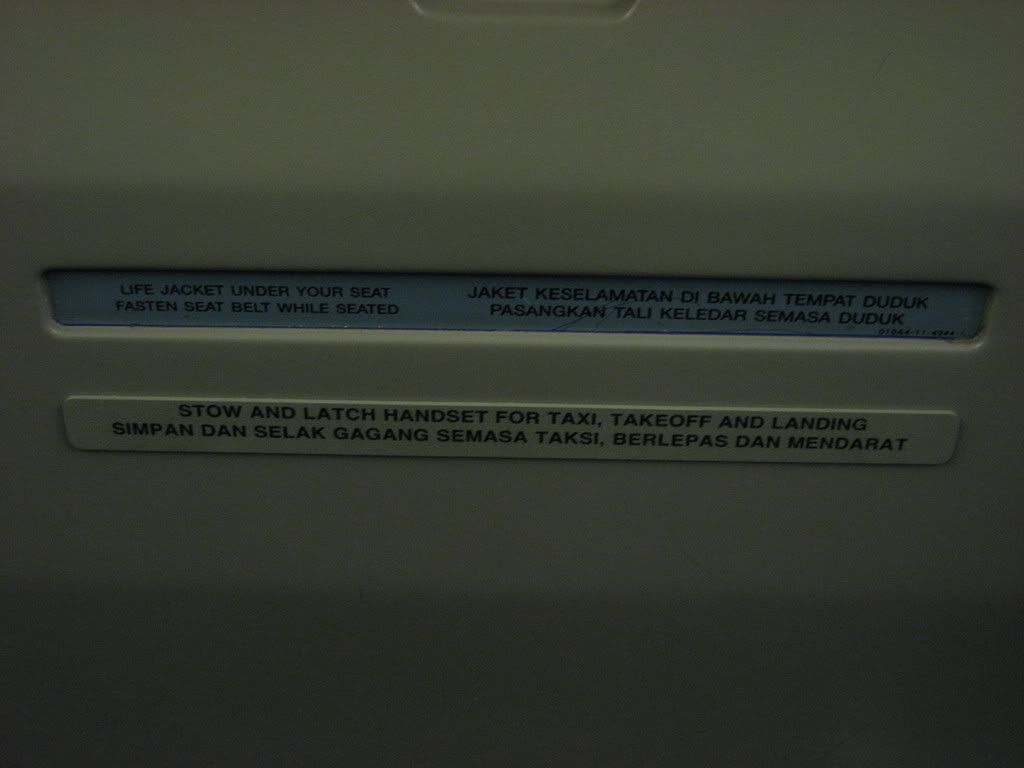 LIFE JACKET UNDER YOUR SEAT
FASTEN SEAT BELT WHILE SEATED
JAKET KESELAMATAN DI BAWAH TEMPAT DUDUK
PASANGKAN TALI KELEDAR SEMASA DUDUK
STOW AND LATCH HANDSET FOR TAXI, TAKEOFF AND LANDING
SIMPAN DAN SELAK GAGANG SEMASA TAKSI, BERLEPAS DAN MENDARAT